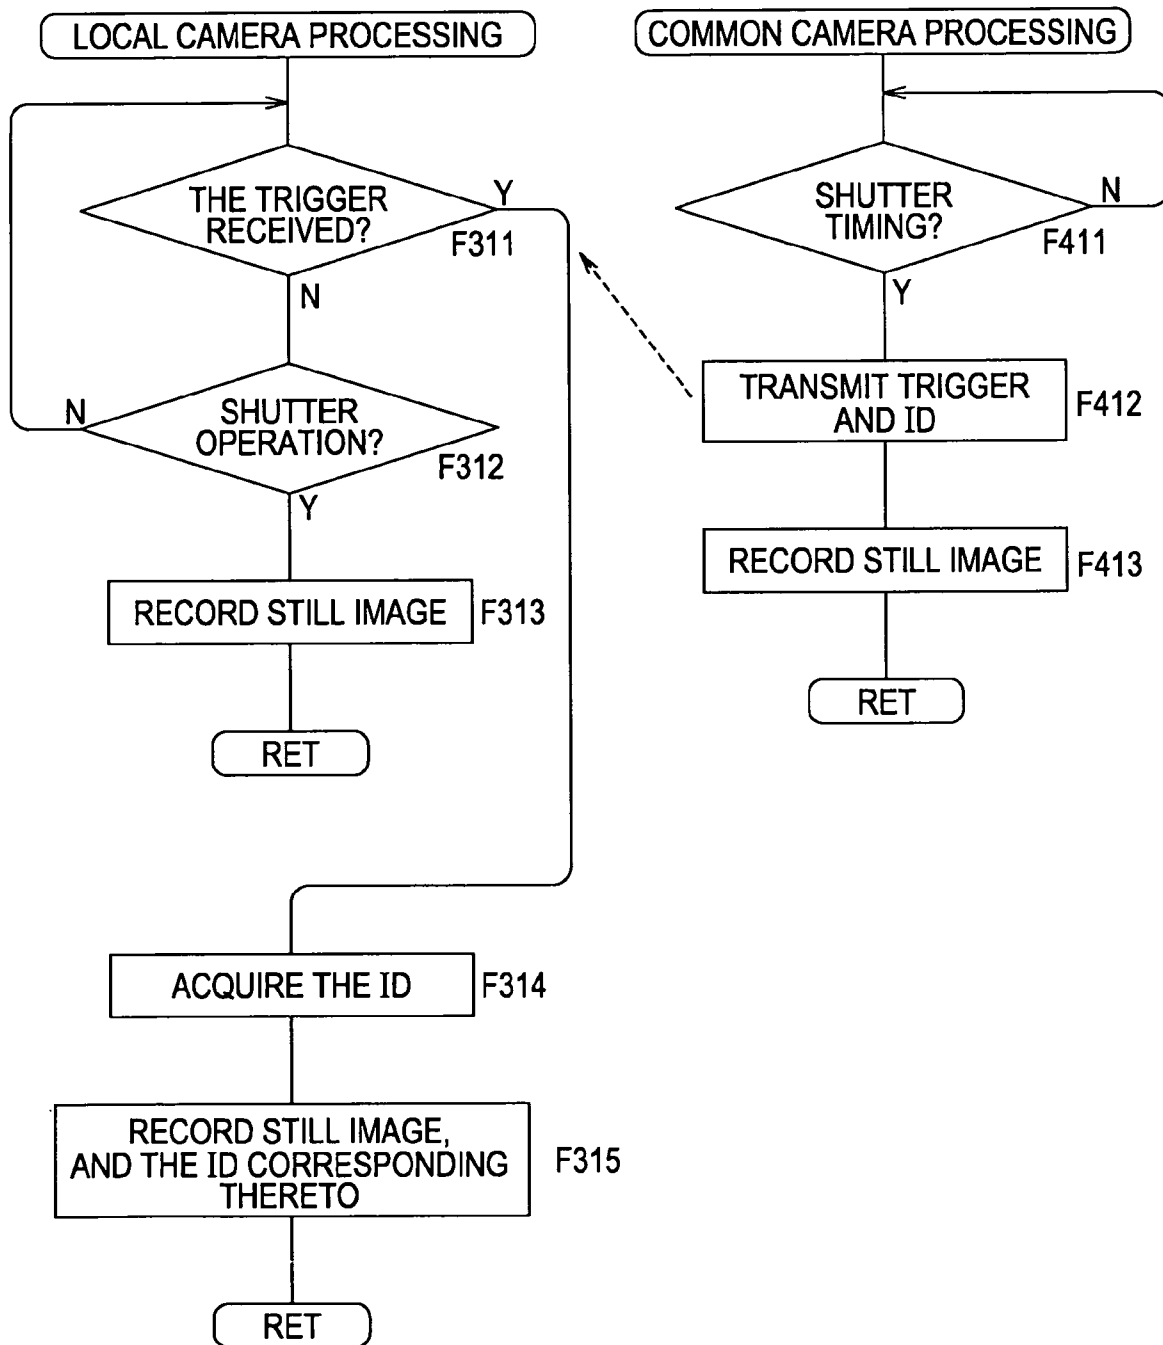 LOCAL CAMERA PROCESSING
THE TRIGGER
RECEIVED?
Y
F311
N
SHUTTER
OPERATION?
N
F312
Y
RECORD STILL IMAGE
F313
RET
ACQUIRE THE ID
F314
RECORD STILL IMAGE,
AND THE ID CORRESPONDING
THERETO
F315
RET
COMMON CAMERA PROCESSING
SHUTTER
TIMING?
N
F411
Y
TRANSMIT TRIGGER
AND ID
F412
RECORD STILL IMAGE
F413
RET